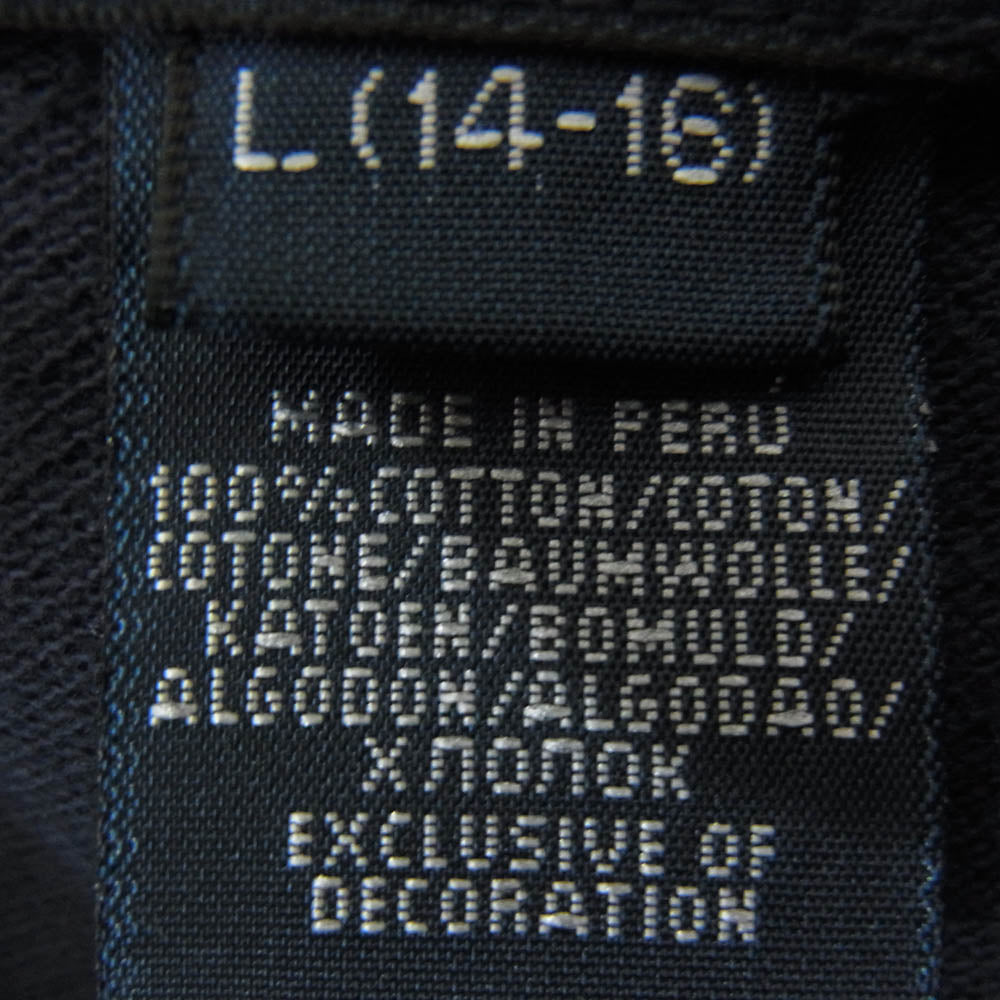 L (14-16)
MADE IN PERU
100%COTTON/COTON/
COTONE/BAUMWOLLE/
KATOEN/BOMULD/
ALGODON/ALGODAO/
ХЛОПОК
EXCLUSIVE OF
DECORATION